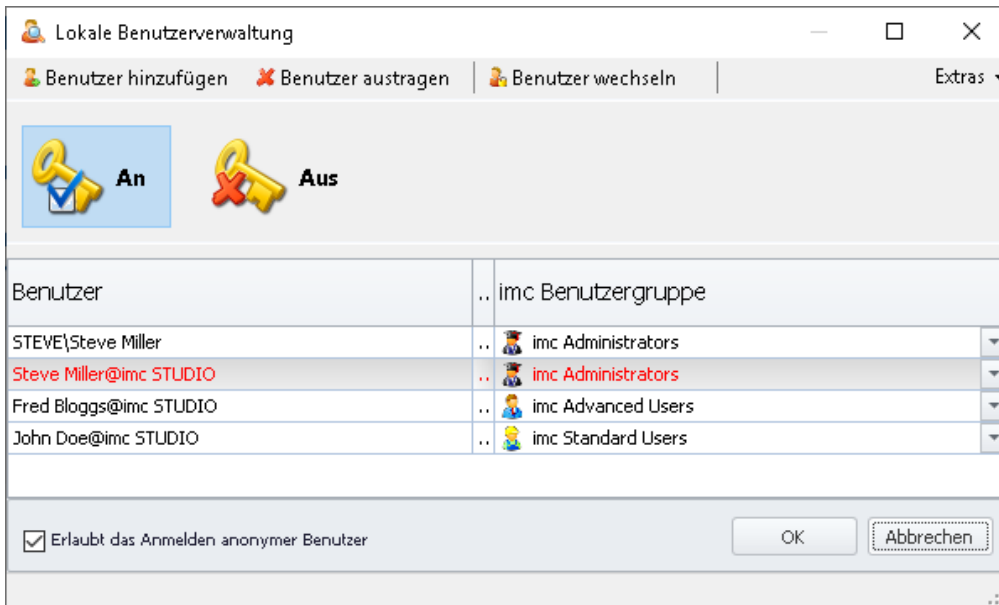 Lokale Benutzerverwaltung
Benutzer hinzufügen Benutzer austragen Benutzer wechseln Extras
An Aus
Benutzer .. imc Benutzergruppe
STEVE\Steve Miller .. imc Administrators
Steve Miller@imc STUDIO .. imc Administrators
Fred Bloggs@imc STUDIO .. imc Advanced Users
John Doe@imc STUDIO .. imc Standard Users
Erlaubt das Anmelden anonymer Benutzer OK Abbrechen